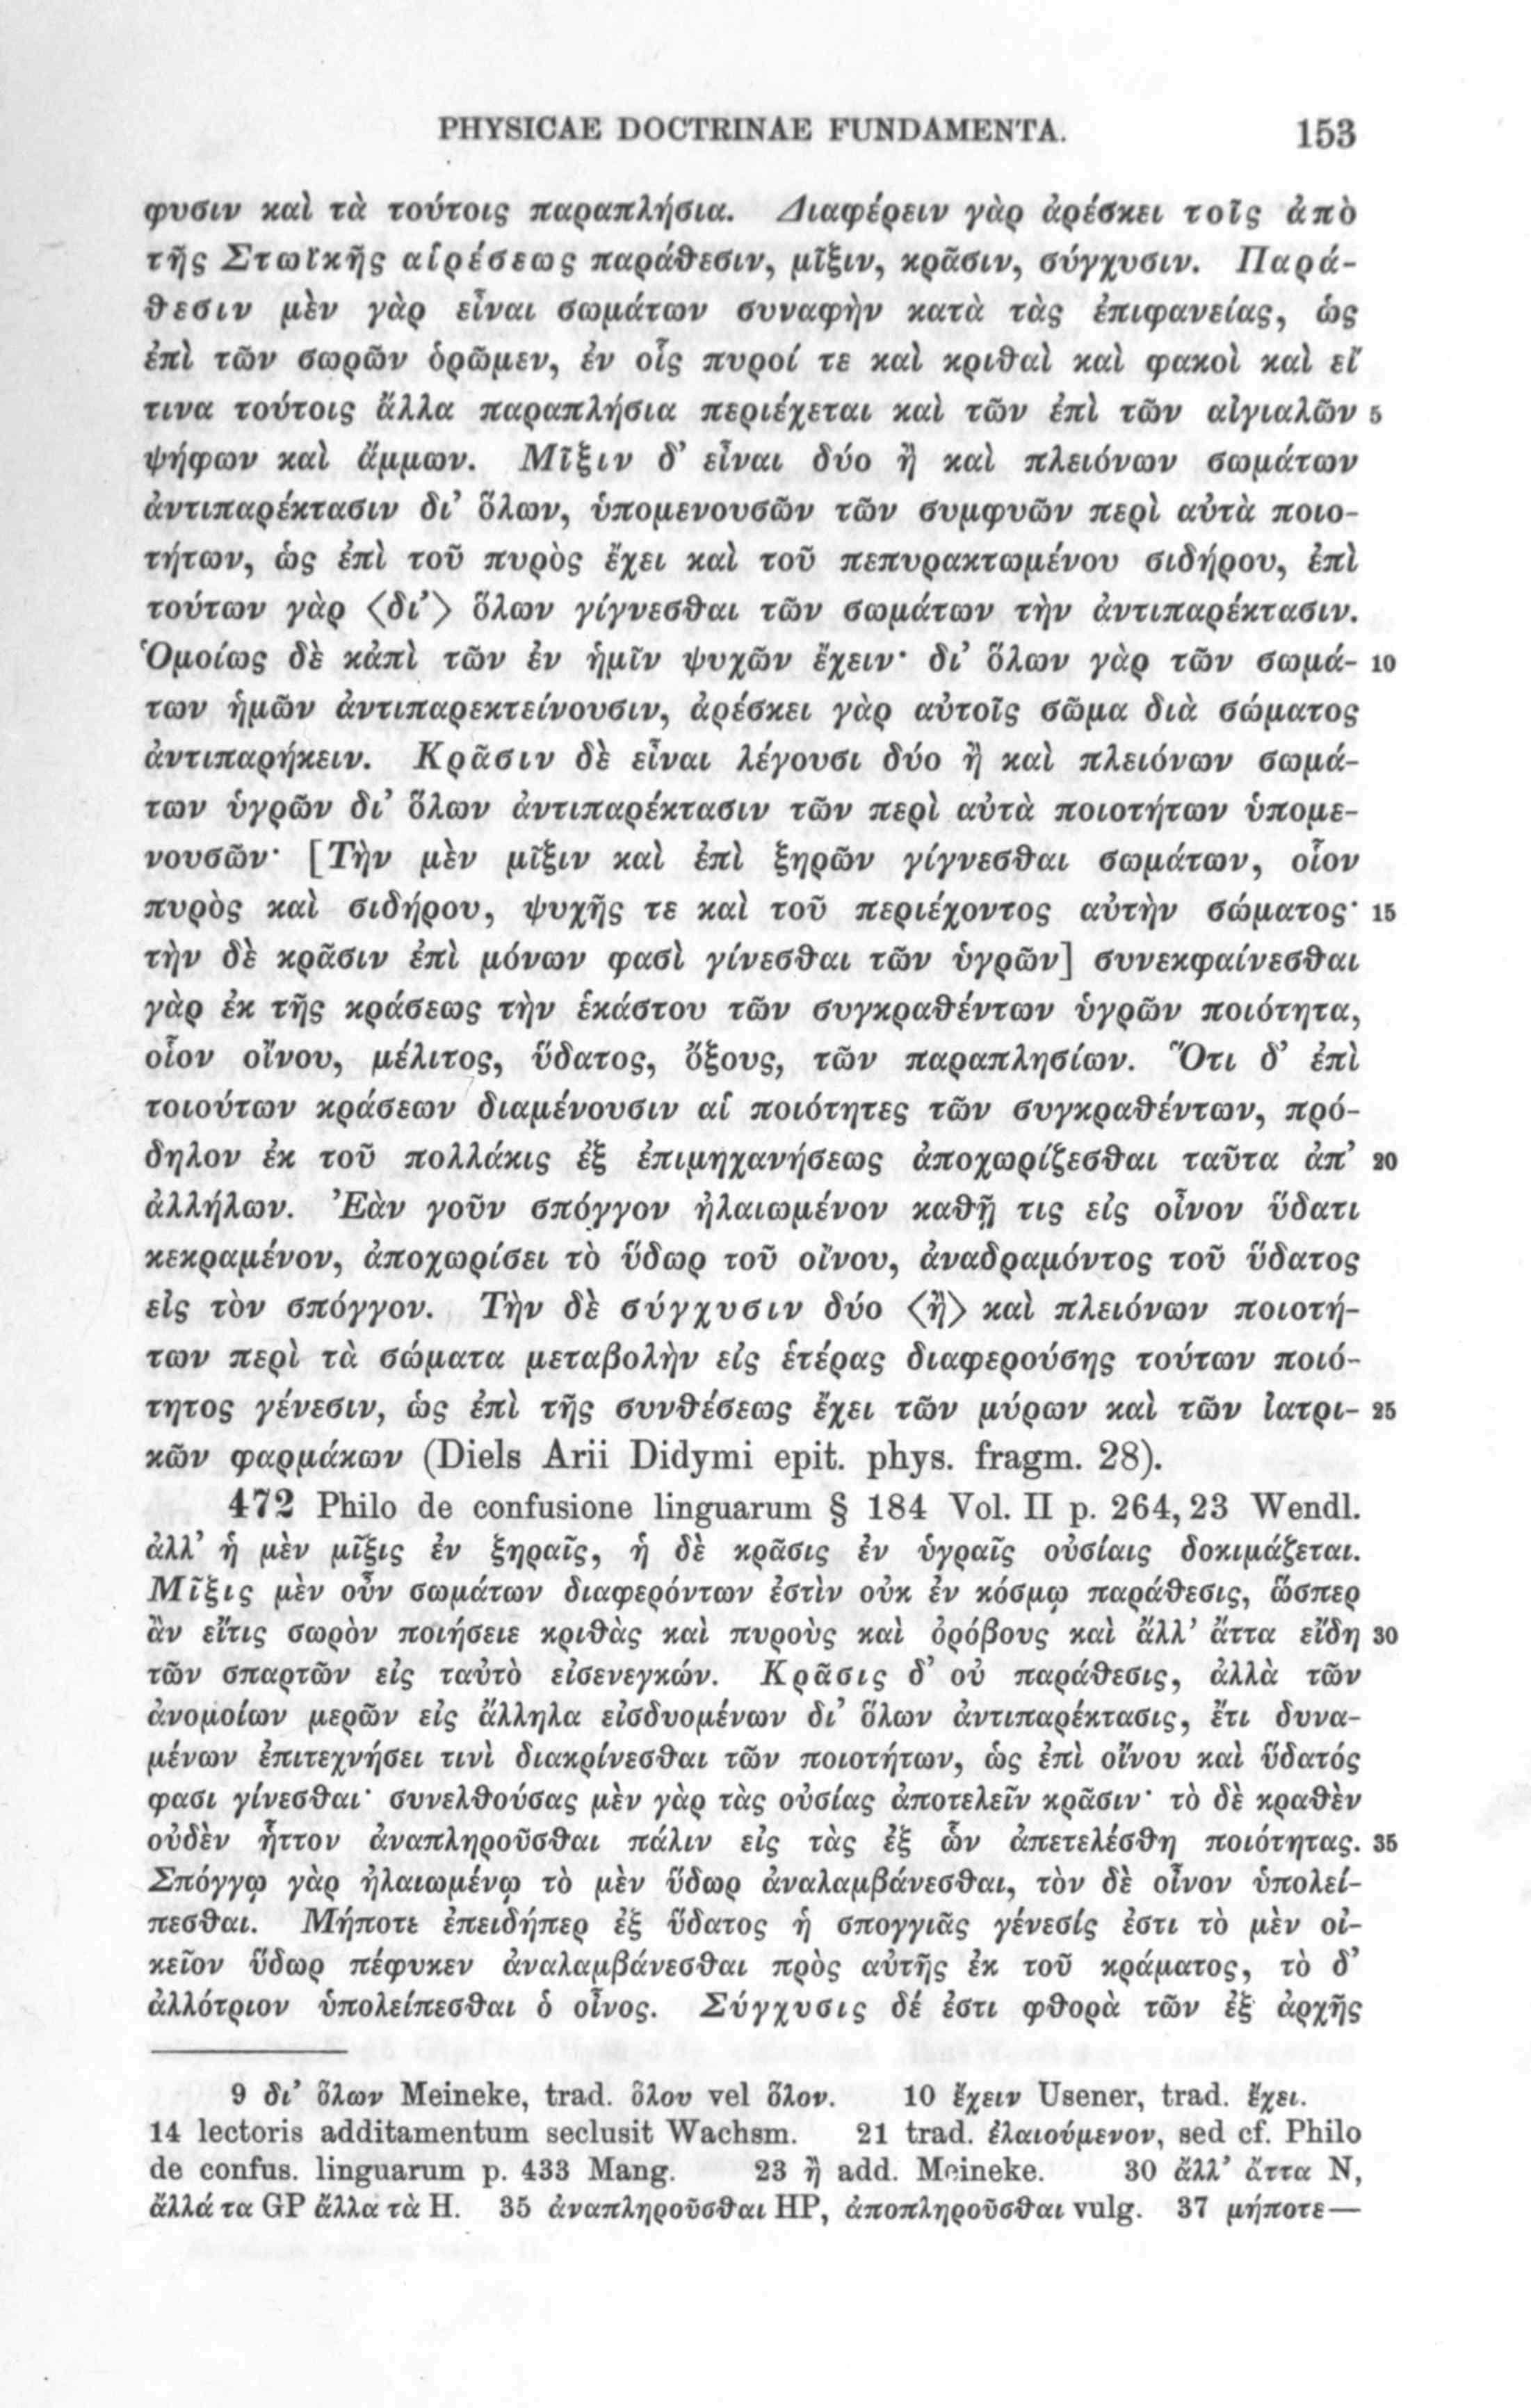 PHYSICAE DOCTRINAE FUNDAMENTA. 153
φυσιν καὶ τὰ τούτοις παραπλήσια. Διαφέρειν γὰρ ἀρέσκει τοῖς ἀπὸ
τῆς Στωϊκῆς αἱρέσεως παράθεσιν, μῖξιν, κρᾶσιν, σύγχυσιν. Παρά-
θεσιν μὲν γὰρ εἶναι σωμάτων συναφὴν κατὰ τὰς ἐπιφανείας, ὡς
ἐπὶ τῶν σωρῶν ὁρῶμεν, ἐν οἷς πυροί τε καὶ κριθαὶ καὶ φακοὶ καὶ εἴ
τινα τούτοις ἄλλα παραπλήσια περιέχεται καὶ τῶν ἐπὶ τῶν αἰγιαλῶν 5
ψήφων καὶ ἄμμων. Μῖξιν δ' εἶναι δύο ἢ καὶ πλειόνων σωμάτων
ἀντιπαρέκτασιν δι' ὅλων, ὑπομενουσῶν τῶν συμφυῶν περὶ αὐτὰ ποιο-
τήτων, ὡς ἐπὶ τοῦ πυρὸς ἔχει καὶ τοῦ πεπυρακτωμένου σιδήρου, ἐπὶ
τούτων γὰρ <δι'> ὅλων γίγνεσθαι τῶν σωμάτων τὴν ἀντιπαρέκτασιν.
Ὁμοίως δὲ κἀπὶ τῶν ἐν ἡμῖν ψυχῶν ἔχειν· δι' ὅλων γὰρ τῶν σωμά- 10
των ἡμῶν ἀντιπαρεκτείνουσιν, ἀρέσκει γὰρ αὐτοῖς σῶμα διὰ σώματος
ἀντιπαρήκειν. Κρᾶσιν δὲ εἶναι λέγουσι δύο ἢ καὶ πλειόνων σωμά-
των ὑγρῶν δι' ὅλων ἀντιπαρέκτασιν τῶν περὶ αὐτὰ ποιοτήτων ὑπομε-
νουσῶν· [Τὴν μὲν μῖξιν καὶ ἐπὶ ξηρῶν γίγνεσθαι σωμάτων, οἷον
πυρὸς καὶ σιδήρου, ψυχῆς τε καὶ τοῦ περιέχοντος αὐτὴν σώματος· 15
τὴν δὲ κρᾶσιν ἐπὶ μόνων φασὶ γίνεσθαι τῶν ὑγρῶν] συνεκφαίνεσθαι
γὰρ ἐκ τῆς κράσεως τὴν ἑκάστου τῶν συγκραθέντων ὑγρῶν ποιότητα,
οἷον οἴνου, μέλιτος, ὕδατος, ὄξους, τῶν παραπλησίων. Ὅτι δ' ἐπὶ
τοιούτων κράσεων διαμένουσιν αἱ ποιότητες τῶν συγκραθέντων, πρό-
δηλον ἐκ τοῦ πολλάκις ἐξ ἐπιμηχανήσεως ἀποχωρίζεσθαι ταῦτα ἀπ' 20
ἀλλήλων. Ἐὰν γοῦν σπόγγον ἠλαιωμένον καθῇ τις εἰς οἶνον ὕδατι
κεκραμένον, ἀποχωρίσει τὸ ὕδωρ τοῦ οἴνου, ἀναδραμόντος τοῦ ὕδατος
εἰς τὸν σπόγγον. Τὴν δὲ σύγχυσιν δύο <ἢ> καὶ πλειόνων ποιοτή-
των περὶ τὰ σώματα μεταβολὴν εἰς ἑτέρας διαφερούσης τούτων ποιό-
τητος γένεσιν, ὡς ἐπὶ τῆς συνθέσεως ἔχει τῶν μύρων καὶ τῶν ἰατρι- 25
κῶν φαρμάκων (Diels Arii Didymi epit. phys. fragm. 28).
472 Philo de confusione linguarum § 184 Vol. II p. 264, 23 Wendl.
ἀλλ' ἡ μὲν μῖξις ἐν ξηραῖς, ἡ δὲ κρᾶσις ἐν ὑγραῖς οὐσίαις δοκιμάζεται.
Μῖξις μὲν οὖν σωμάτων διαφερόντων ἐστὶν οὐκ ἐν κόσμῳ παράθεσις, ὥσπερ
ἂν εἴτις σωρὸν ποιήσειε κριθὰς καὶ πυροὺς καὶ ὀρόβους καὶ ἄλλ' ἄττα εἴδη 30
τῶν σπαρτῶν εἰς ταὐτὸ εἰσενεγκών. Κρᾶσις δ' οὐ παράθεσις, ἀλλὰ τῶν
ἀνομοίων μερῶν εἰς ἄλληλα εἰσδυομένων δι' ὅλων ἀντιπαρέκτασις, ἔτι δυνα-
μένων ἐπιτεχνήσει τινὶ διακρίνεσθαι τῶν ποιοτήτων, ὡς ἐπὶ οἴνου καὶ ὕδατός
φασι γίνεσθαι· συνελθούσας μὲν γὰρ τὰς οὐσίας ἀποτελεῖν κρᾶσιν· τὸ δὲ κραθὲν
οὐδὲν ἧττον ἀναπληροῦσθαι πάλιν εἰς τὰς ἐξ ὧν ἀπετελέσθη ποιότητας. 35
Σπόγγῳ γὰρ ἠλαιωμένῳ τὸ μὲν ὕδωρ ἀναλαμβάνεσθαι, τὸν δὲ οἶνον ὑπολεί-
πεσθαι. Μήποτε ἐπειδήπερ ἐξ ὕδατος ἡ σπογγιᾶς γένεσίς ἐστι τὸ μὲν οἰ-
κεῖον ὕδωρ πέφυκεν ἀναλαμβάνεσθαι πρὸς αὐτῆς ἐκ τοῦ κράματος, τὸ δ'
ἀλλότριον ὑπολείπεσθαι ὁ οἶνος. Σύγχυσις δέ ἐστι φθορὰ τῶν ἐξ ἀρχῆς
9 δι' ὅλων Meineke, trad. ὅλου vel ὅλον. 10 ἔχειν Usener, trad. ἔχει.
14 lectoris additamentum seclusit Wachsm. 21 trad. ἐλαιούμενον, sed cf. Philo
de confus. linguarum p. 433 Mang. 23 ἢ add. Meineke. 30 ἄλλ' ἄττα N,
ἄλλά τα GP ἄλλα τὰ H. 35 ἀναπληροῦσθαι HP, ἀποπληροῦσθαι vulg. 37 μήποτε—